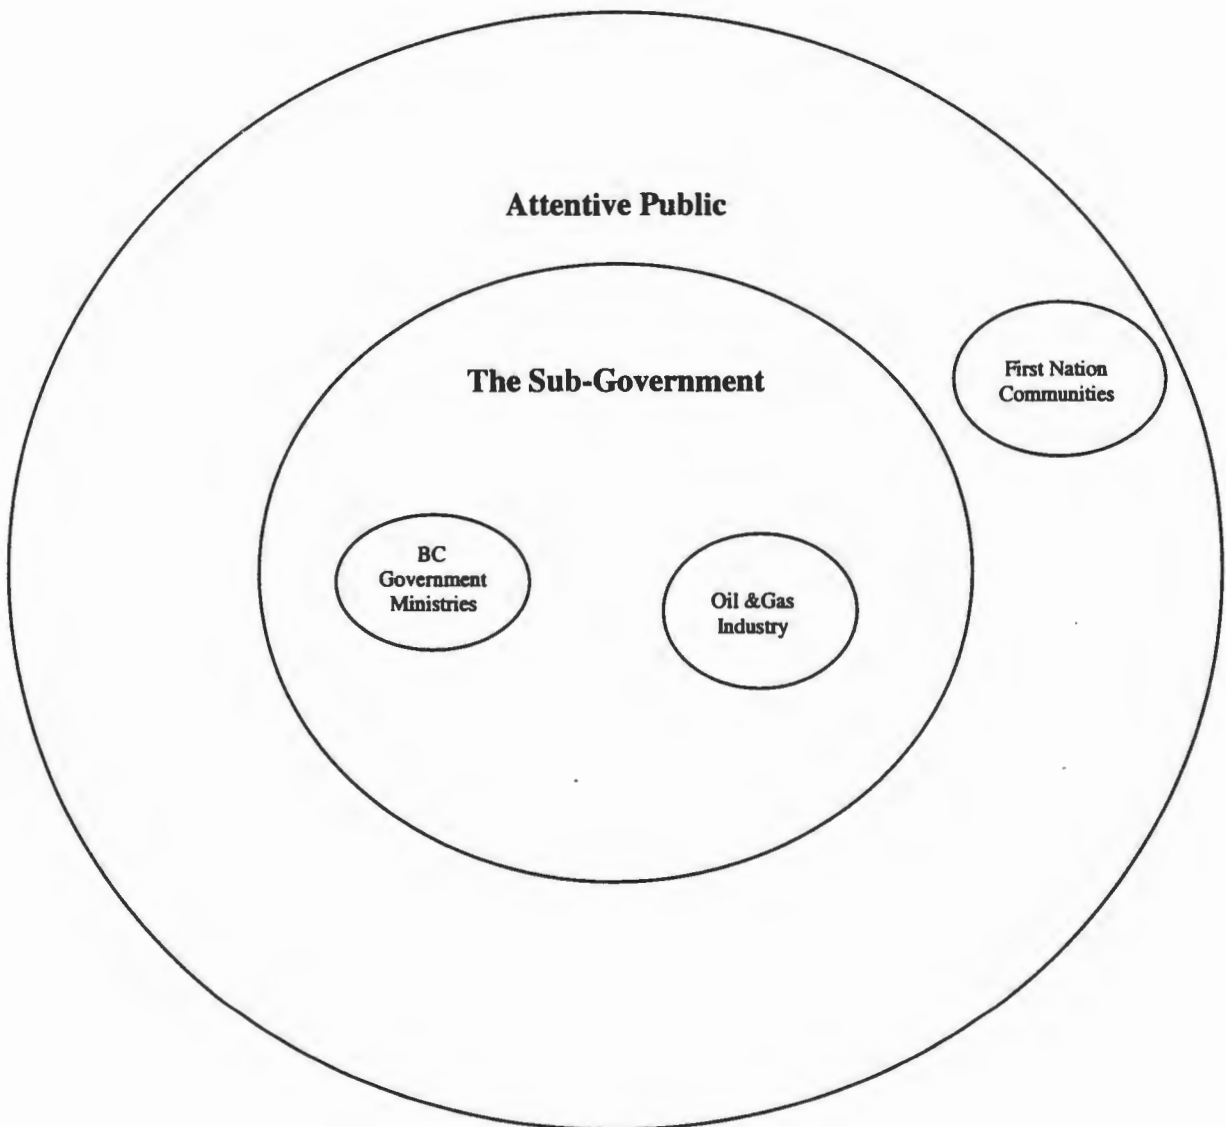 Attentive Public
The Sub-Government
First Nation
Communities
BC
Government
Ministries
Oil &Gas
Industry